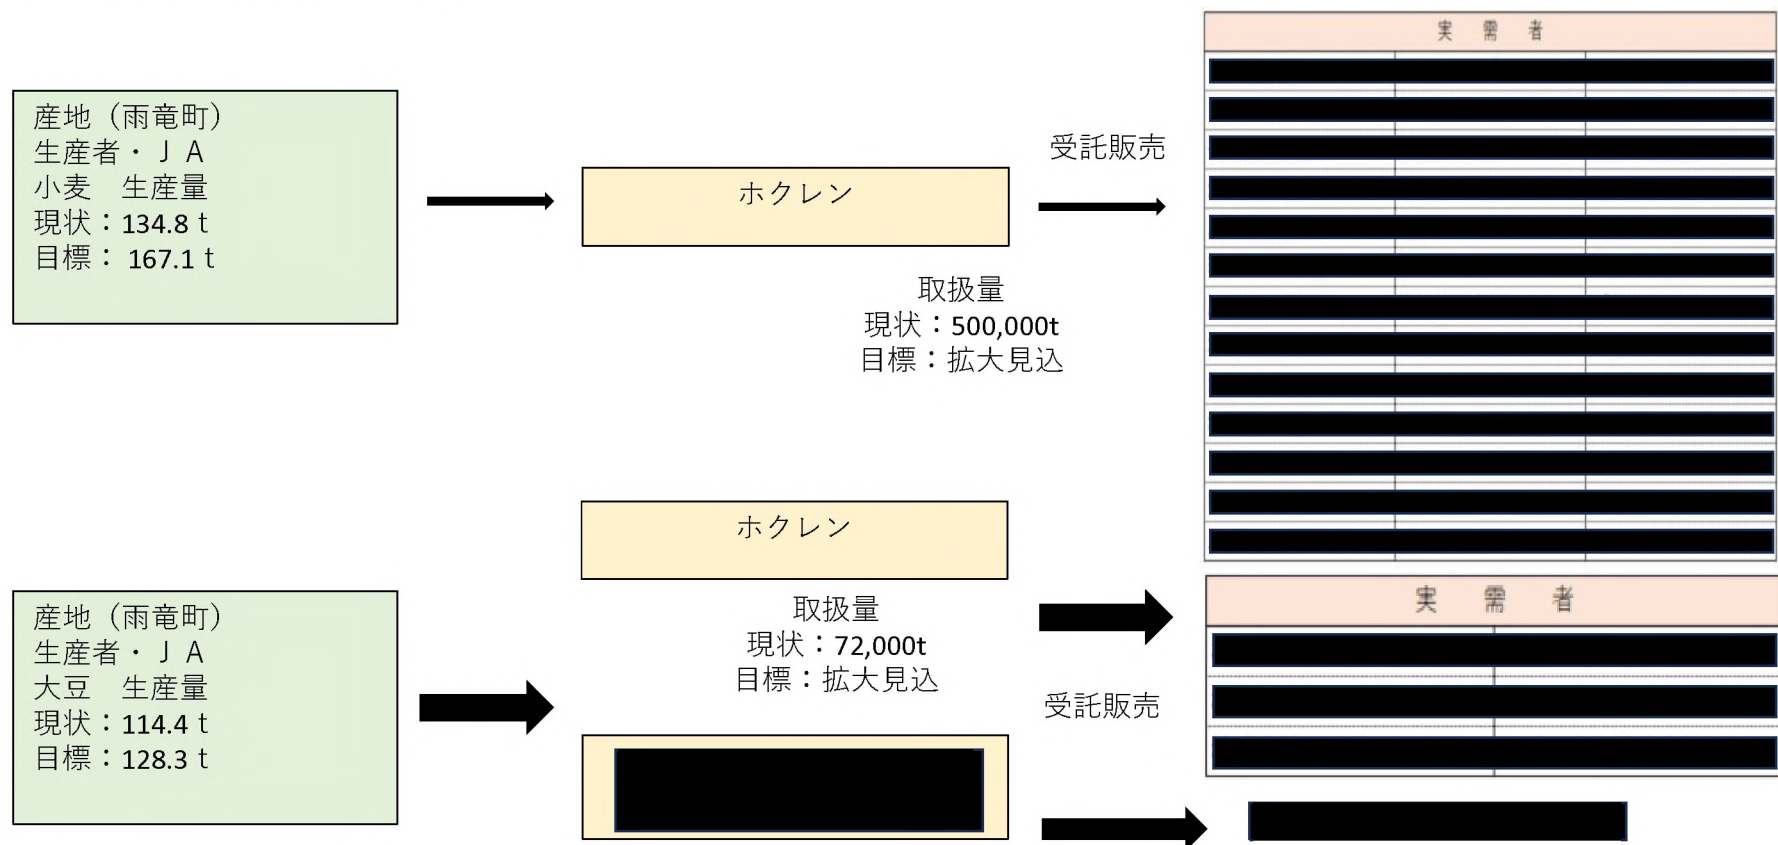 産地（雨竜町）
生産者・ＪＡ
小麦　生産量
現状：134.8ｔ
目標： 167.1ｔ
ホクレン
取扱量
現状：500,000t
目標：拡大見込
受託販売
実　需　者
産地（雨竜町）
生産者・ＪＡ
大豆　生産量
現状：114.4ｔ
目標：128.3ｔ
ホクレン
取扱量
現状：72,000t
目標：拡大見込
受託販売
実　需　者